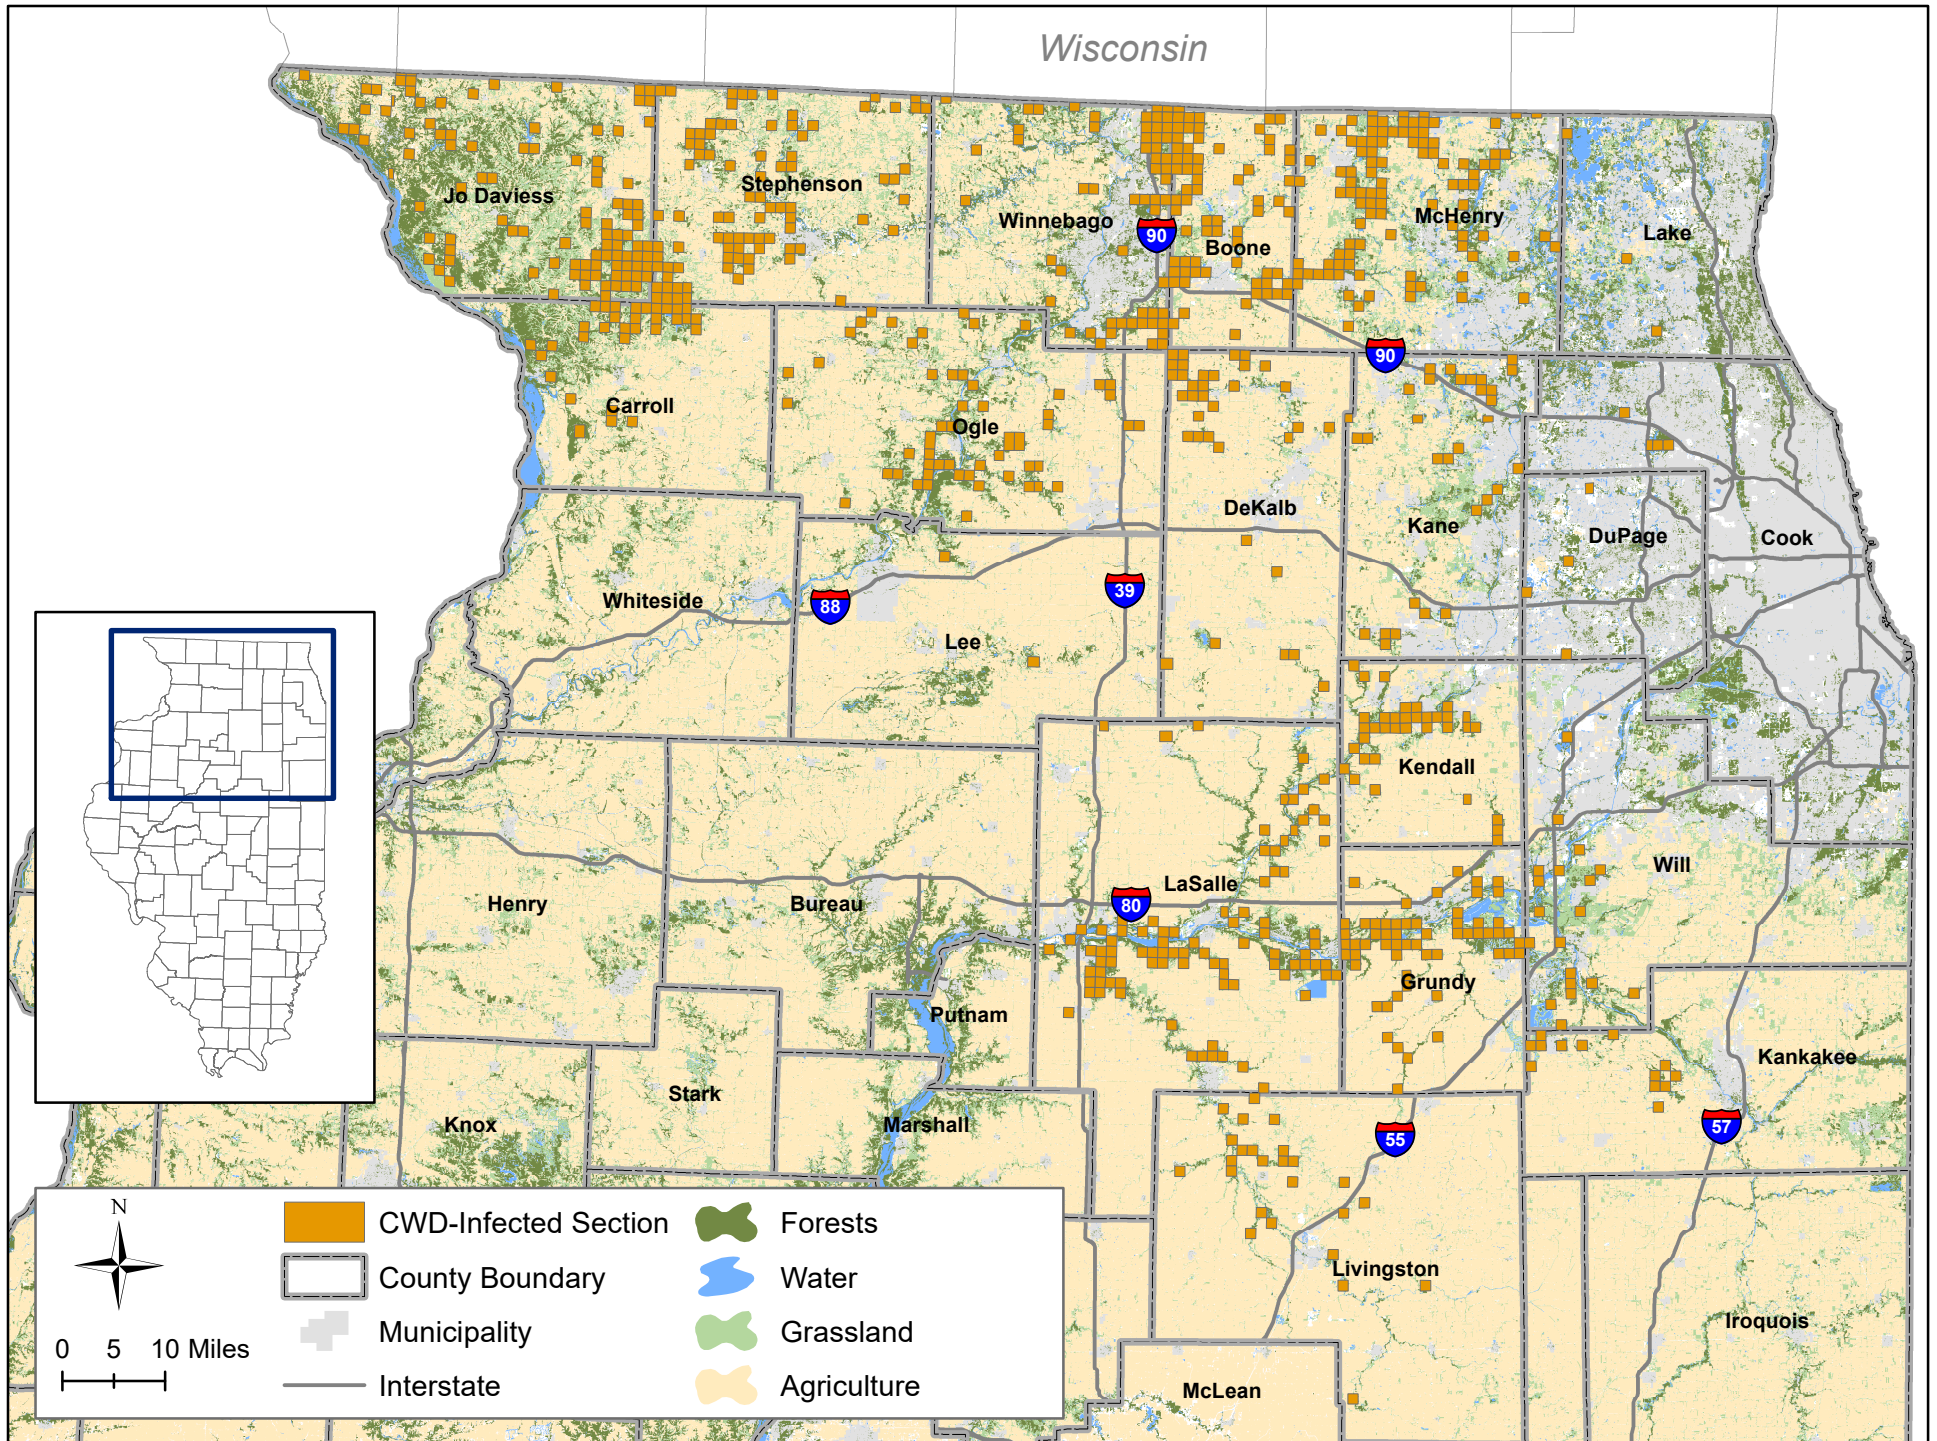 Wisconsin
Jo Daviess
Stephenson
Winnebago
Boone
McHenry
Lake
90
90
Carroll
Ogle
DeKalb
Kane
DuPage
Cook
Whiteside
88
39
Lee
Kendall
Henry
Bureau
80
LaSalle
Will
Grundy
Putnam
Kankakee
Stark
Knox
Marshall
55
57
Livingston
Iroquois
McLean
N
0 5 10 Miles
CWD-Infected Section
County Boundary
Municipality
Interstate
Forests
Water
Grassland
Agriculture